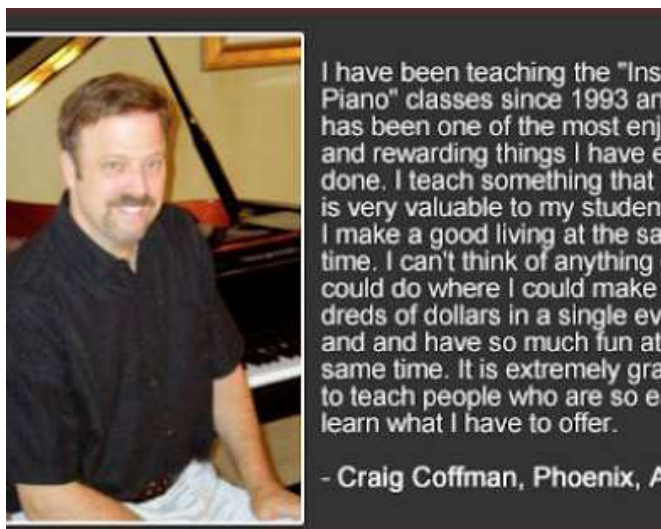 I have been teaching the "Ins
Piano" classes since 1993 an
has been one of the most enj
and rewarding things I have e
done. I teach something that
is very valuable to my studen
I make a good living at the sa
time. I can't think of anything
could do where I could make
dreds of dollars in a single ev
and and have so much fun at
same time. It is extremely gra
to teach people who are so e
learn what I have to offer.
- Craig Coffman, Phoenix, A